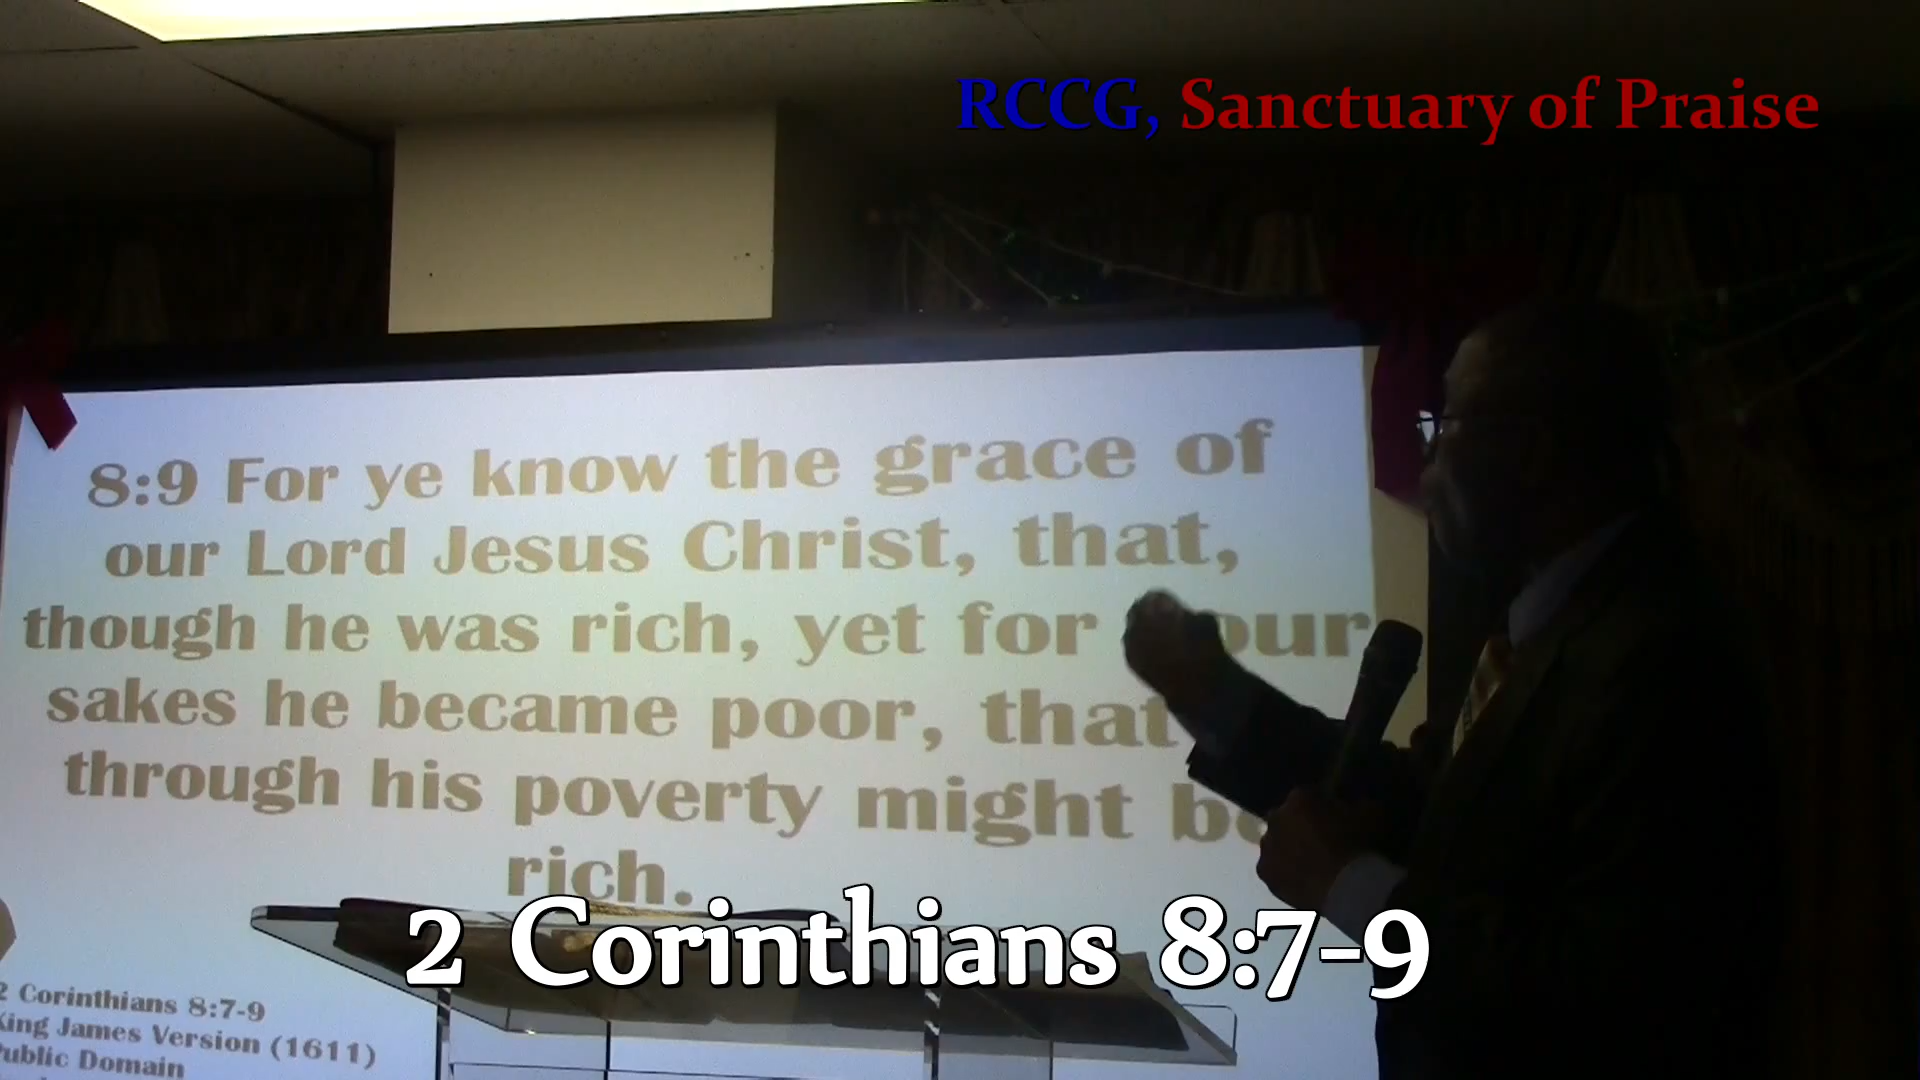 RCCG, Sanctuary of Praise
8:9 For ye know the grace of
our Lord Jesus Christ, that,
though he was rich, yet for
sakes he became poor, that
through his poverty might
rich.
2 Corinthians 8:7-9
2 Corinthians 8:7-9
King James Version (1611)
Public Domain